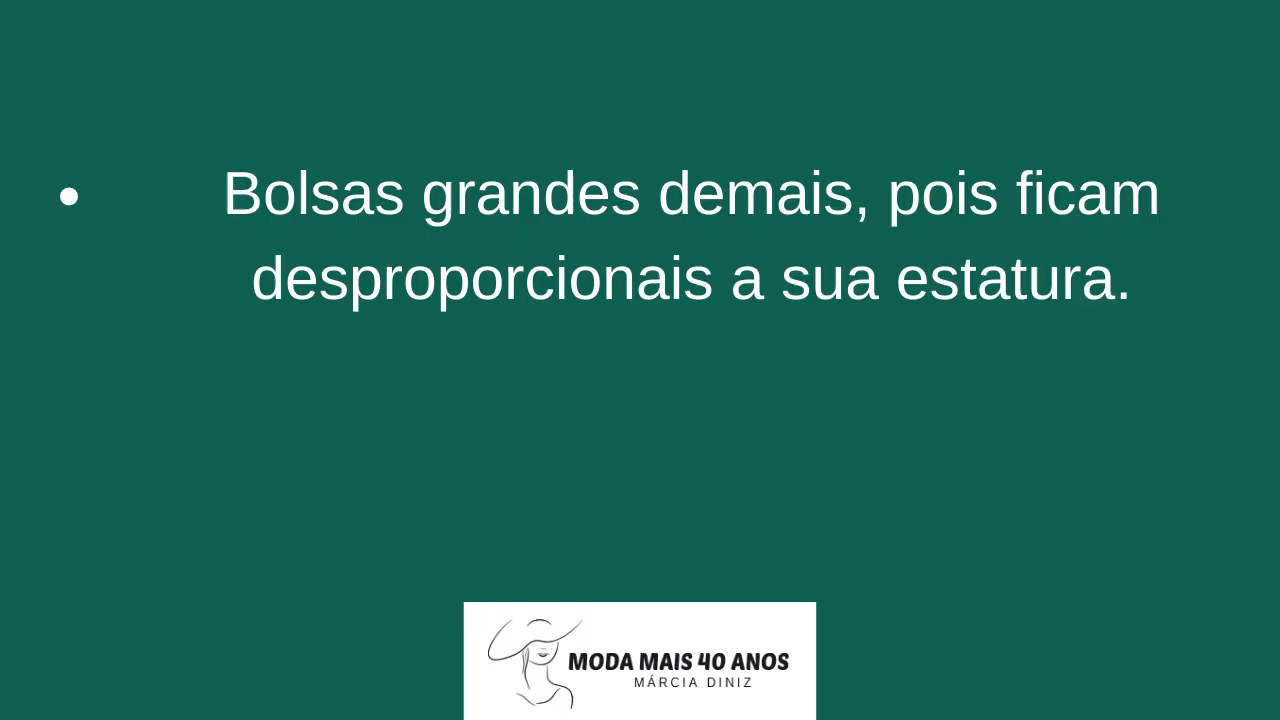 • Bolsas grandes demais, pois ficam
desproporcionais a sua estatura.
MODA MAIS 40 ANOS
MÁRCIA DINIZ